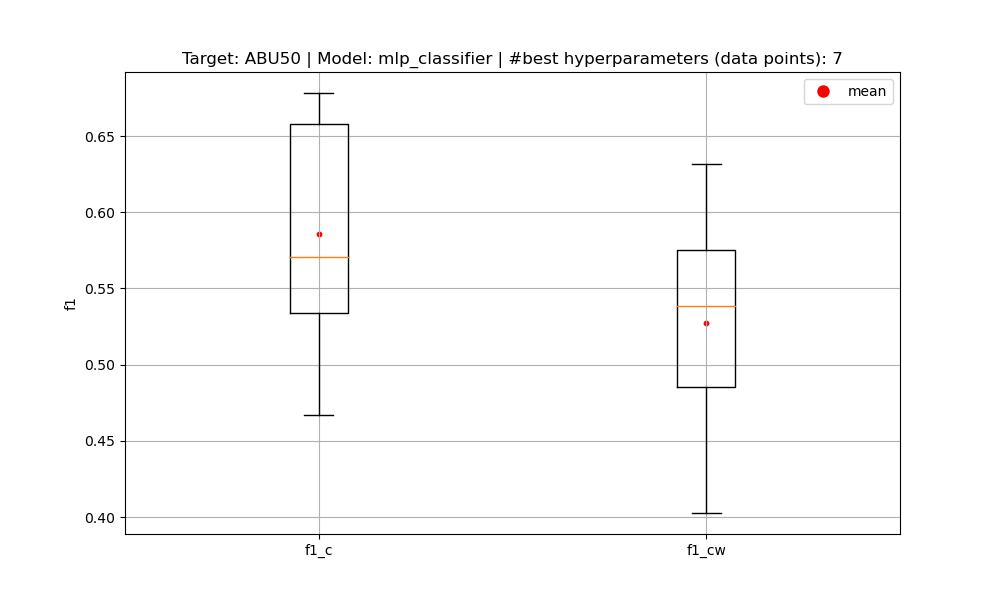 Target: ABU50 | Model: mlp_classifier | #best hyperparameters (data points): 7
mean
0.65
0.60
0.55
0.50
0.45
0.40
f1
f1_c
f1_cw